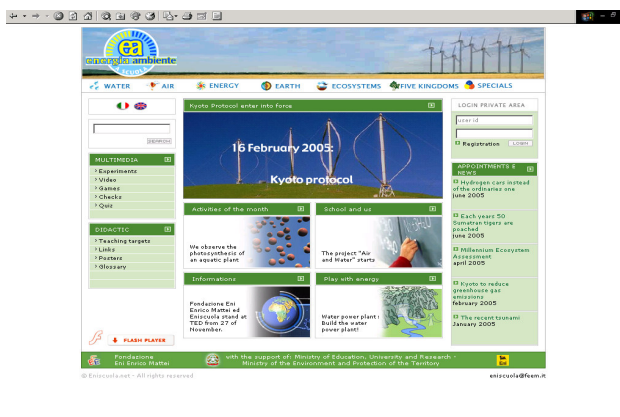 ea
energia ambiente
ENISCUOLA
WATER
AIR
ENERGY
EARTH
ECOSYSTEMS
FIVE KINGDOMS
SPECIALS
SEARCH
MULTIMEDIA
Experiments
Video
Games
Checks
Quiz
DIDACTIC
Teaching targets
Links
Posters
Glossary
FLASH PLAYER
Kyoto Protocol enter into force
16 February 2005:
Kyoto protocol
Activities of the month
We observe the
photosynthesis of
an aquatic plant
School and us
The project "Air
and Water" starts
Informations
Fondazione Eni
Enrico Mattei ed
Eniscuola stand at
TED from 27 of
November.
Play with energy
Water power plant:
Build the water
power plant!
LOGIN PRIVATE AREA
user id
Registration
LOGIN
APPOINTMENTS E
NEWS
Hydrogen cars instead
of the ordinaries one
june 2005
Each years 50
Sumatran tigers are
poached
june 2005
Millennium Ecosystem
Assessment
april 2005
Kyoto to reduce
greenhouse gas
emissions
february 2005
The recent tsunami
January 2005
Fondazione
Eni Enrico Mattei
with the support of: Ministry of Education, University and Research -
Ministry of the Environment and Protection of the Territory
Eni
© Eniscuola.net - All rights reserved
eniscuola@feem.it